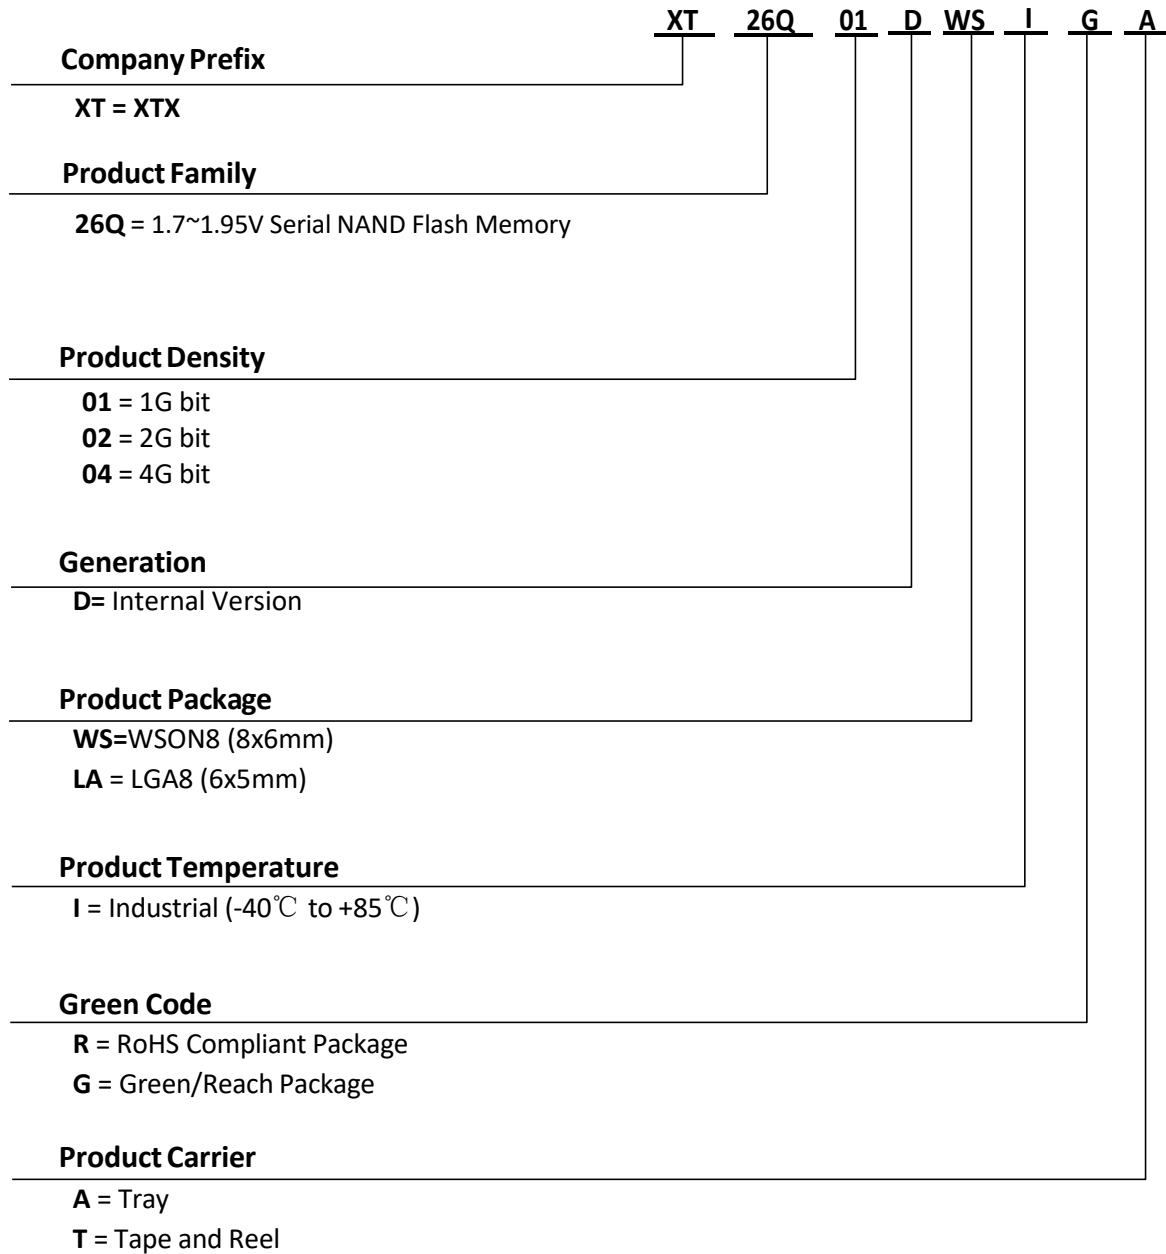 XT 26Q 01 D WS I G A
Company Prefix
XT = XTX
Product Family
26Q = 1.7~1.95V Serial NAND Flash Memory
Product Density
01 = 1G bit
02 = 2G bit
04 = 4G bit
Generation
D= Internal Version
Product Package
WS=WSON8 (8x6mm)
LA = LGA8 (6x5mm)
Product Temperature
I = Industrial (-40℃ to +85℃)
Green Code
R = RoHS Compliant Package
G = Green/Reach Package
Product Carrier
A = Tray
T = Tape and Reel